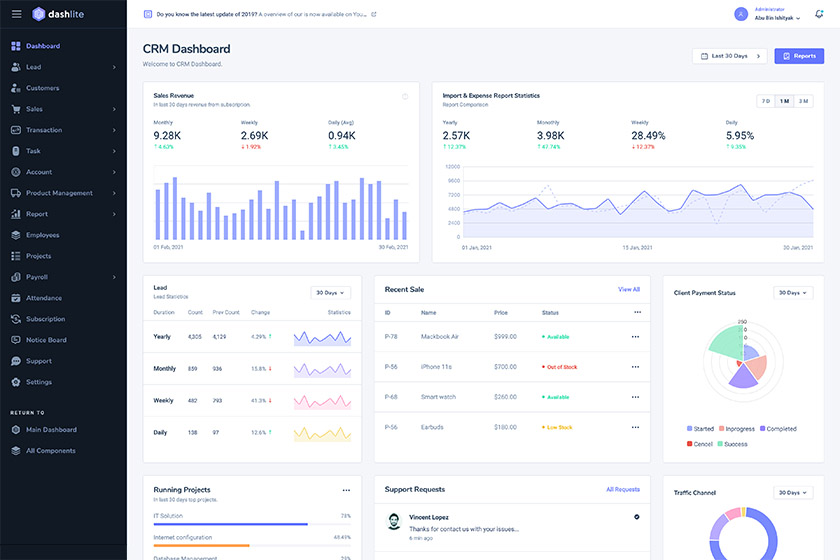 dashlite
Do you know the latest update of 2019? A overview of our is now available on You...
Administrator
Abu Bin Ishityak
Dashboard
Lead
Customers
Sales
Transaction
Task
Account
Product Management
Report
Employees
Projects
Payroll
Attendance
Subscription
Notice Board
Support
Settings
RETURN TO
Main Dashboard
All Components
CRM Dashboard
Welcome to CRM Dashboard.
Last 30 Days
Reports
Sales Revenue
In last 30 days revenue from subscription.
Monthly Weekly Daily (Avg)
9.28K 2.69K 0.94K
4.63% 1.92% 3.45%
01 Feb, 2021 30 Feb, 2021
Import & Expense Report Statistics
Report Comparison
7 D 1 M 3 M
Yearly Monthly Weekly Daily
2.57K 3.98K 28.49% 5.95%
12.37% 42.74% 12.37% 9.35%
12000
9600
7200
4800
2400
0
01 Jan, 2021 15 Jan, 2021 30 Jan, 2021
Lead
Lead Statistics
30 Days
Duration Count Prev Count Change Statistics
Yearly 4,305 4,129 4.29%
Monthly 859 936 15.8%
Weekly 482 793 41.3%
Daily 138 97 12.6%
Recent Sale
View All
ID Name Price Status
P-78 Mackbook Air $999.00 Available
P-56 iPhone 11s $700.00 Out of Stock
P-68 Smart watch $260.00 Available
P-56 Earbuds $180.00 Low Stock
Client Payment Status
30 Days
250
0
0
Started Inprogress Completed
Cencel Success
Running Projects
In last 30 days top projects.
IT Solution 78%
Internet configuration
Database Management
Support Requests
All Requests
Vincent Lopez
Thanks for contact us with your issues...
6 min ago
Traffic Channel
30 Days